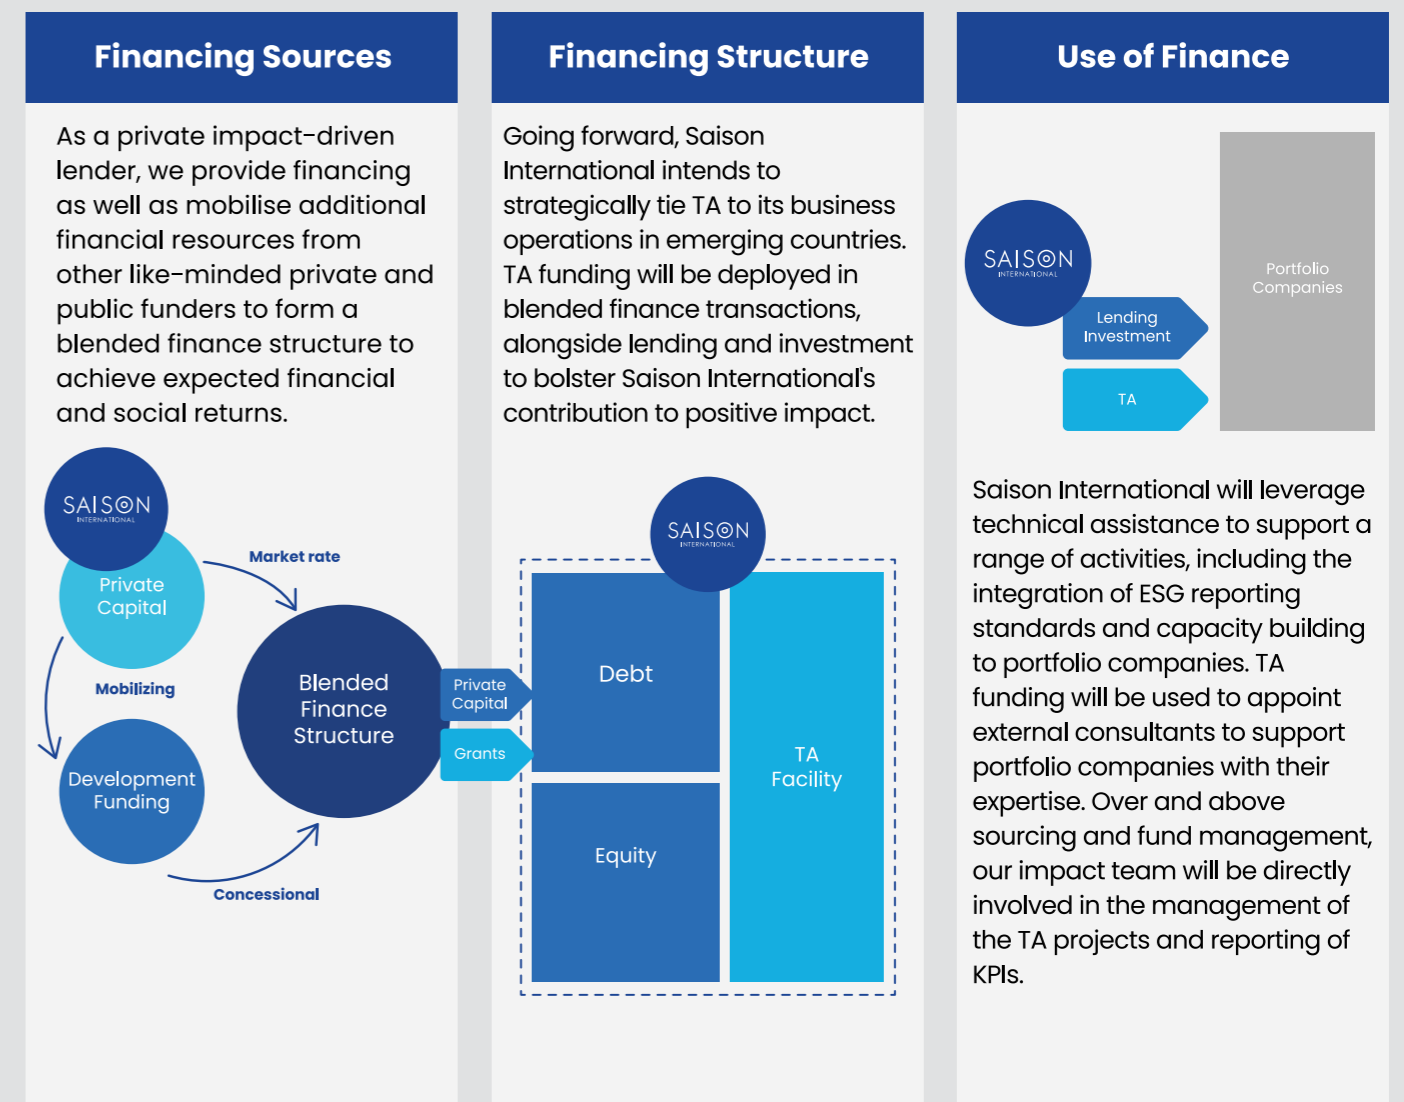 Financing Sources
As a private impact-driven
lender, we provide financing
as well as mobilise additional
financial resources from
other like-minded private and
public funders to form a
blended finance structure to
achieve expected financial
and social returns.
SAISON
INTERNATIONAL
Private
Capital
Market rate
Mobilizing
Development
Funding
Blended
Finance
Structure
Concessional
Private
Capital
Grants
Financing Structure
Going forward, Saison
International intends to
strategically tie TA to its business
operations in emerging countries.
TA funding will be deployed in
blended finance transactions,
alongside lending and investment
to bolster Saison International's
contribution to positive impact.
SAISON
INTERNATIONAL
Debt
Equity
TA
Facility
Use of Finance
SAISON
INTERNATIONAL
Lending
Investment
TA
Portfolio
Companies
Saison International will leverage
technical assistance to support a
range of activities, including the
integration of ESG reporting
standards and capacity building
to portfolio companies. TA
funding will be used to appoint
external consultants to support
portfolio companies with their
expertise. Over and above
sourcing and fund management,
our impact team will be directly
involved in the management of
the TA projects and reporting of
KPIs.